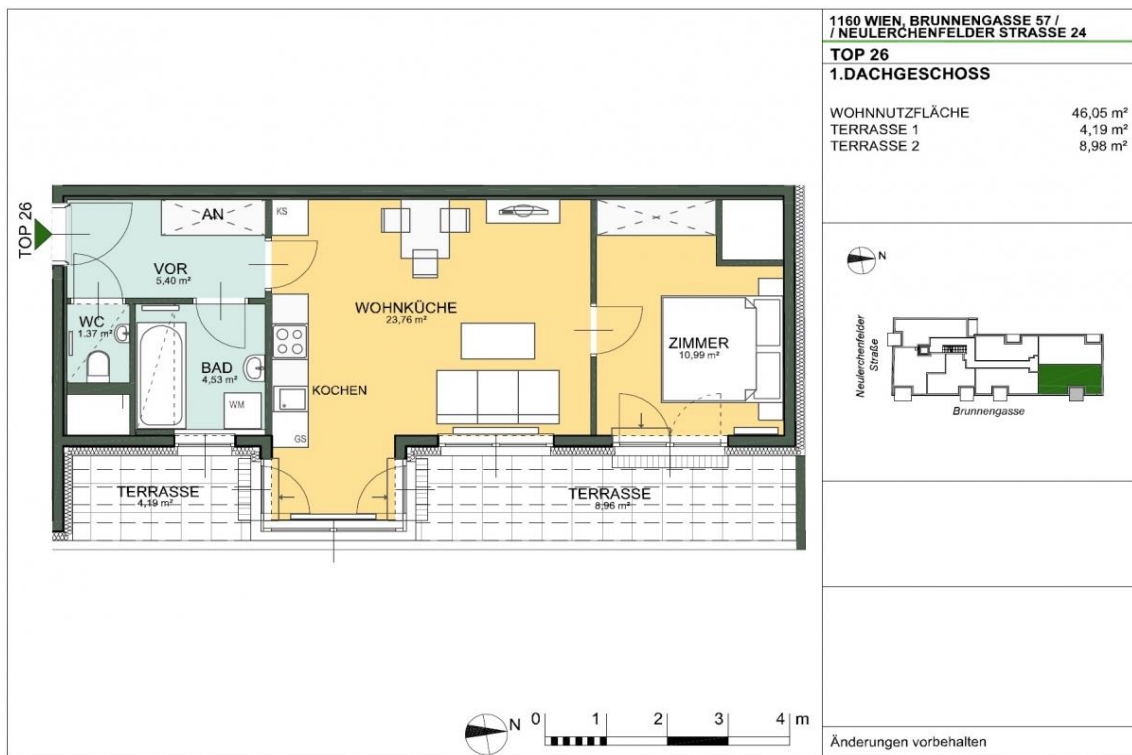 1160 WIEN, BRUNNENGASSE 57 /
/ NEULERCHENFELDER STRASSE 24
TOP 26
1.DACHGESCHOSS
WOHNNUTZFLÄCHE 46,05 m²
TERRASSE 1 4,19 m²
TERRASSE 2 8,98 m²
TOP 26
AN
KS
VOR
5,40 m²
WOHNKÜCHE
23,76 m²
WC
1.37 m²
BAD
4,53 m²
ZIMMER
10,99 m²
KOCHEN
WM
GS
TERRASSE
4,19 m²
TERRASSE
8,96 m²
N
Neulerchenfelder
Straße
Brunnengasse
N
0 1 2 3 4 m
Änderungen vorbehalten